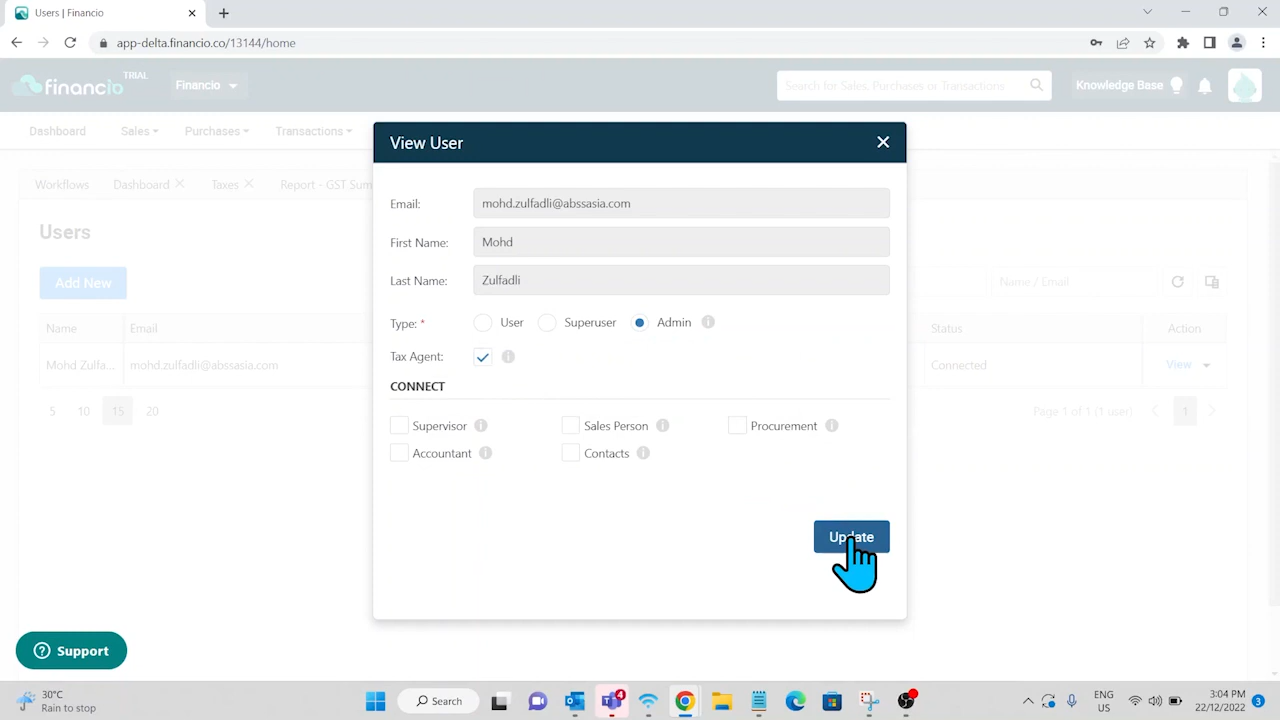 Users | Financio
app-delta.financio.co/13144/home
financio TRIAL
Financio
Search for Sales, Purchases or Transactions
Knowledge Base
Dashboard Sales Purchases Transactions
View User
Workflows Dashboard Taxes Report - GST Sum
Email: mohd.zulfadli@abssasia.com
Users
First Name: Mohd
Last Name: Zulfadli
Add New
Name / Email
Type: * User Superuser Admin
Name Email Status Action
Tax Agent:
Mohd Zulfa... mohd.zulfadli@abssasia.com Connected View
CONNECT
5 10 15 20
Page 1 of 1 (1 user) 1
Supervisor Sales Person Procurement
Accountant Contacts
Update
Support
30°C
Rain to stop
Search
4
ENG
US
3:04 PM
22/12/2022
3